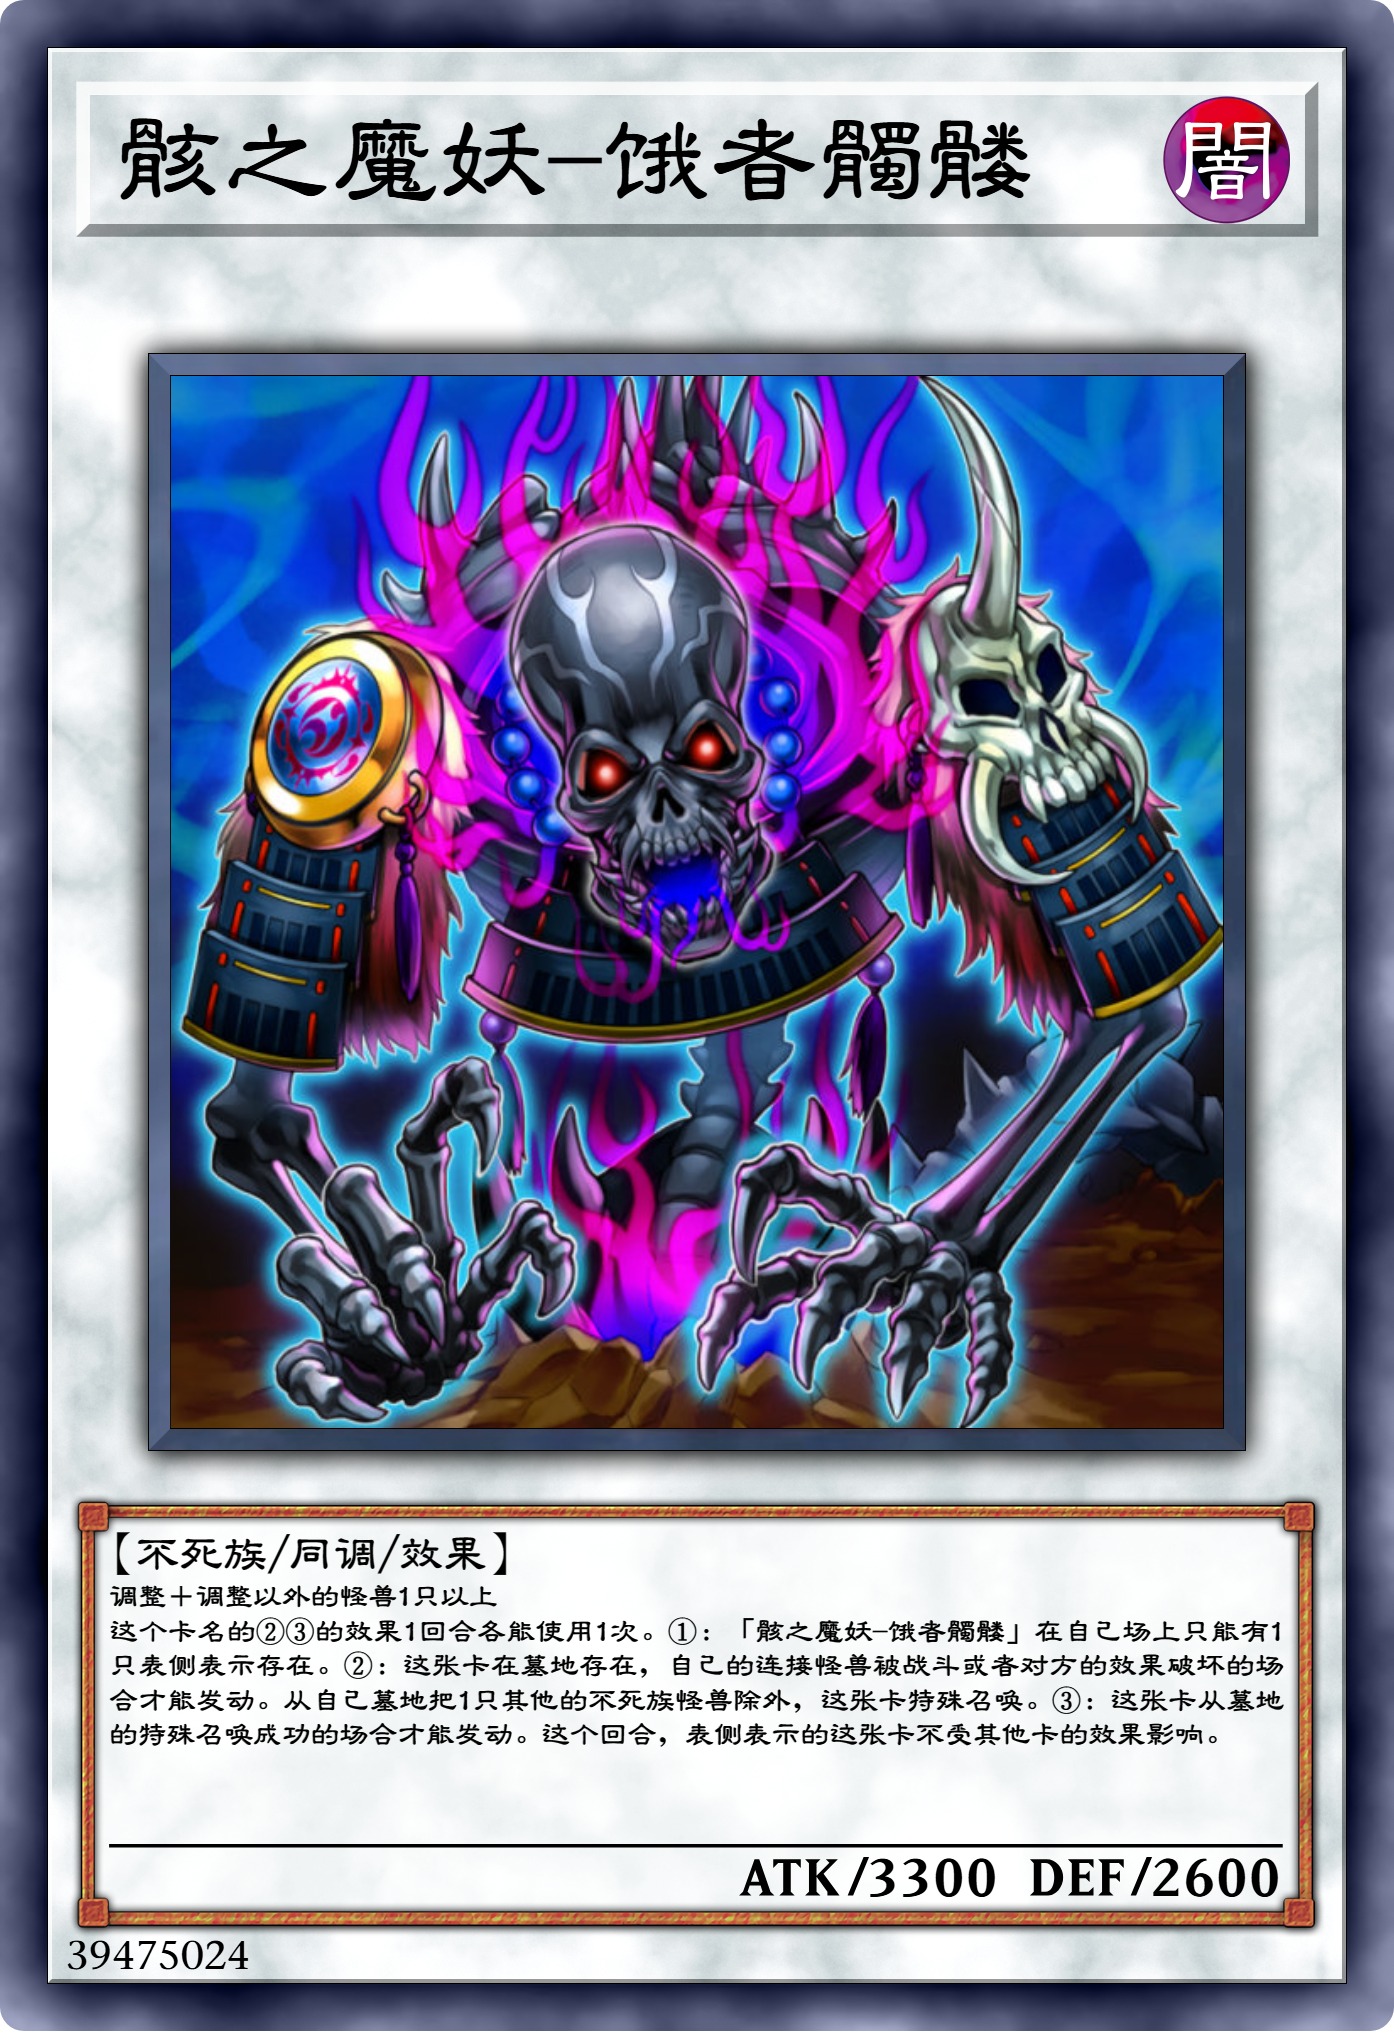 骸之魔妖-饿者髑髅
闇
【不死族/同调/效果】
调整＋调整以外的怪兽1只以上
这个卡名的②③的效果1回合各能使用1次。①：「骸之魔妖-饿者髑髅」在自己场上只能有1
只表侧表示存在。②：这张卡在墓地存在，自己的连接怪兽被战斗或者对方的效果破坏的场
合才能发动。从自己墓地把1只其他的不死族怪兽除外，这张卡特殊召唤。③：这张卡从墓地
的特殊召唤成功的场合才能发动。这个回合，表侧表示的这张卡不受其他卡的效果影响。
ATK/3300 DEF/2600
39475024